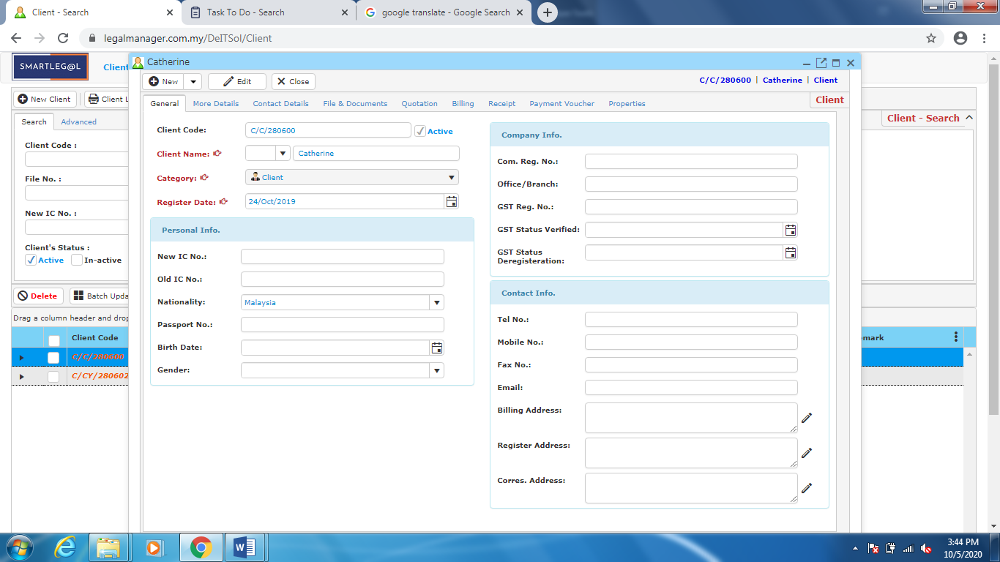 Client - Search
Task To Do - Search
google translate - Google Search
legalmanager.com.my/DeITSol/Client
SMARTLEG@L
Client
Catherine
New
Edit
Close
C/C/280600 | Catherine | Client
Client
General
More Details
Contact Details
File & Documents
Quotation
Billing
Receipt
Payment Voucher
Properties
New Client
Client L
Search
Advanced
Client - Search
Client Code :
File No. :
New IC No. :
Client's Status :
Active
In-active
Delete
Batch Upda
Drag a column header and drop
Client Code
emark
C/C/280600
C/CY/280602
Client Code:
C/C/280600
Active
Client Name:
Catherine
Category:
Client
Register Date:
24/Oct/2019
Personal Info.
New IC No.:
Old IC No.:
Nationality:
Malaysia
Passport No.:
Birth Date:
Gender:
Company Info.
Com. Reg. No.:
Office/Branch:
GST Reg. No.:
GST Status Verified:
GST Status
Deregisteration:
Contact Info.
Tel No.:
Mobile No.:
Fax No.:
Email:
Billing Address:
Register Address:
Corres. Address:
3:44 PM
10/5/2020